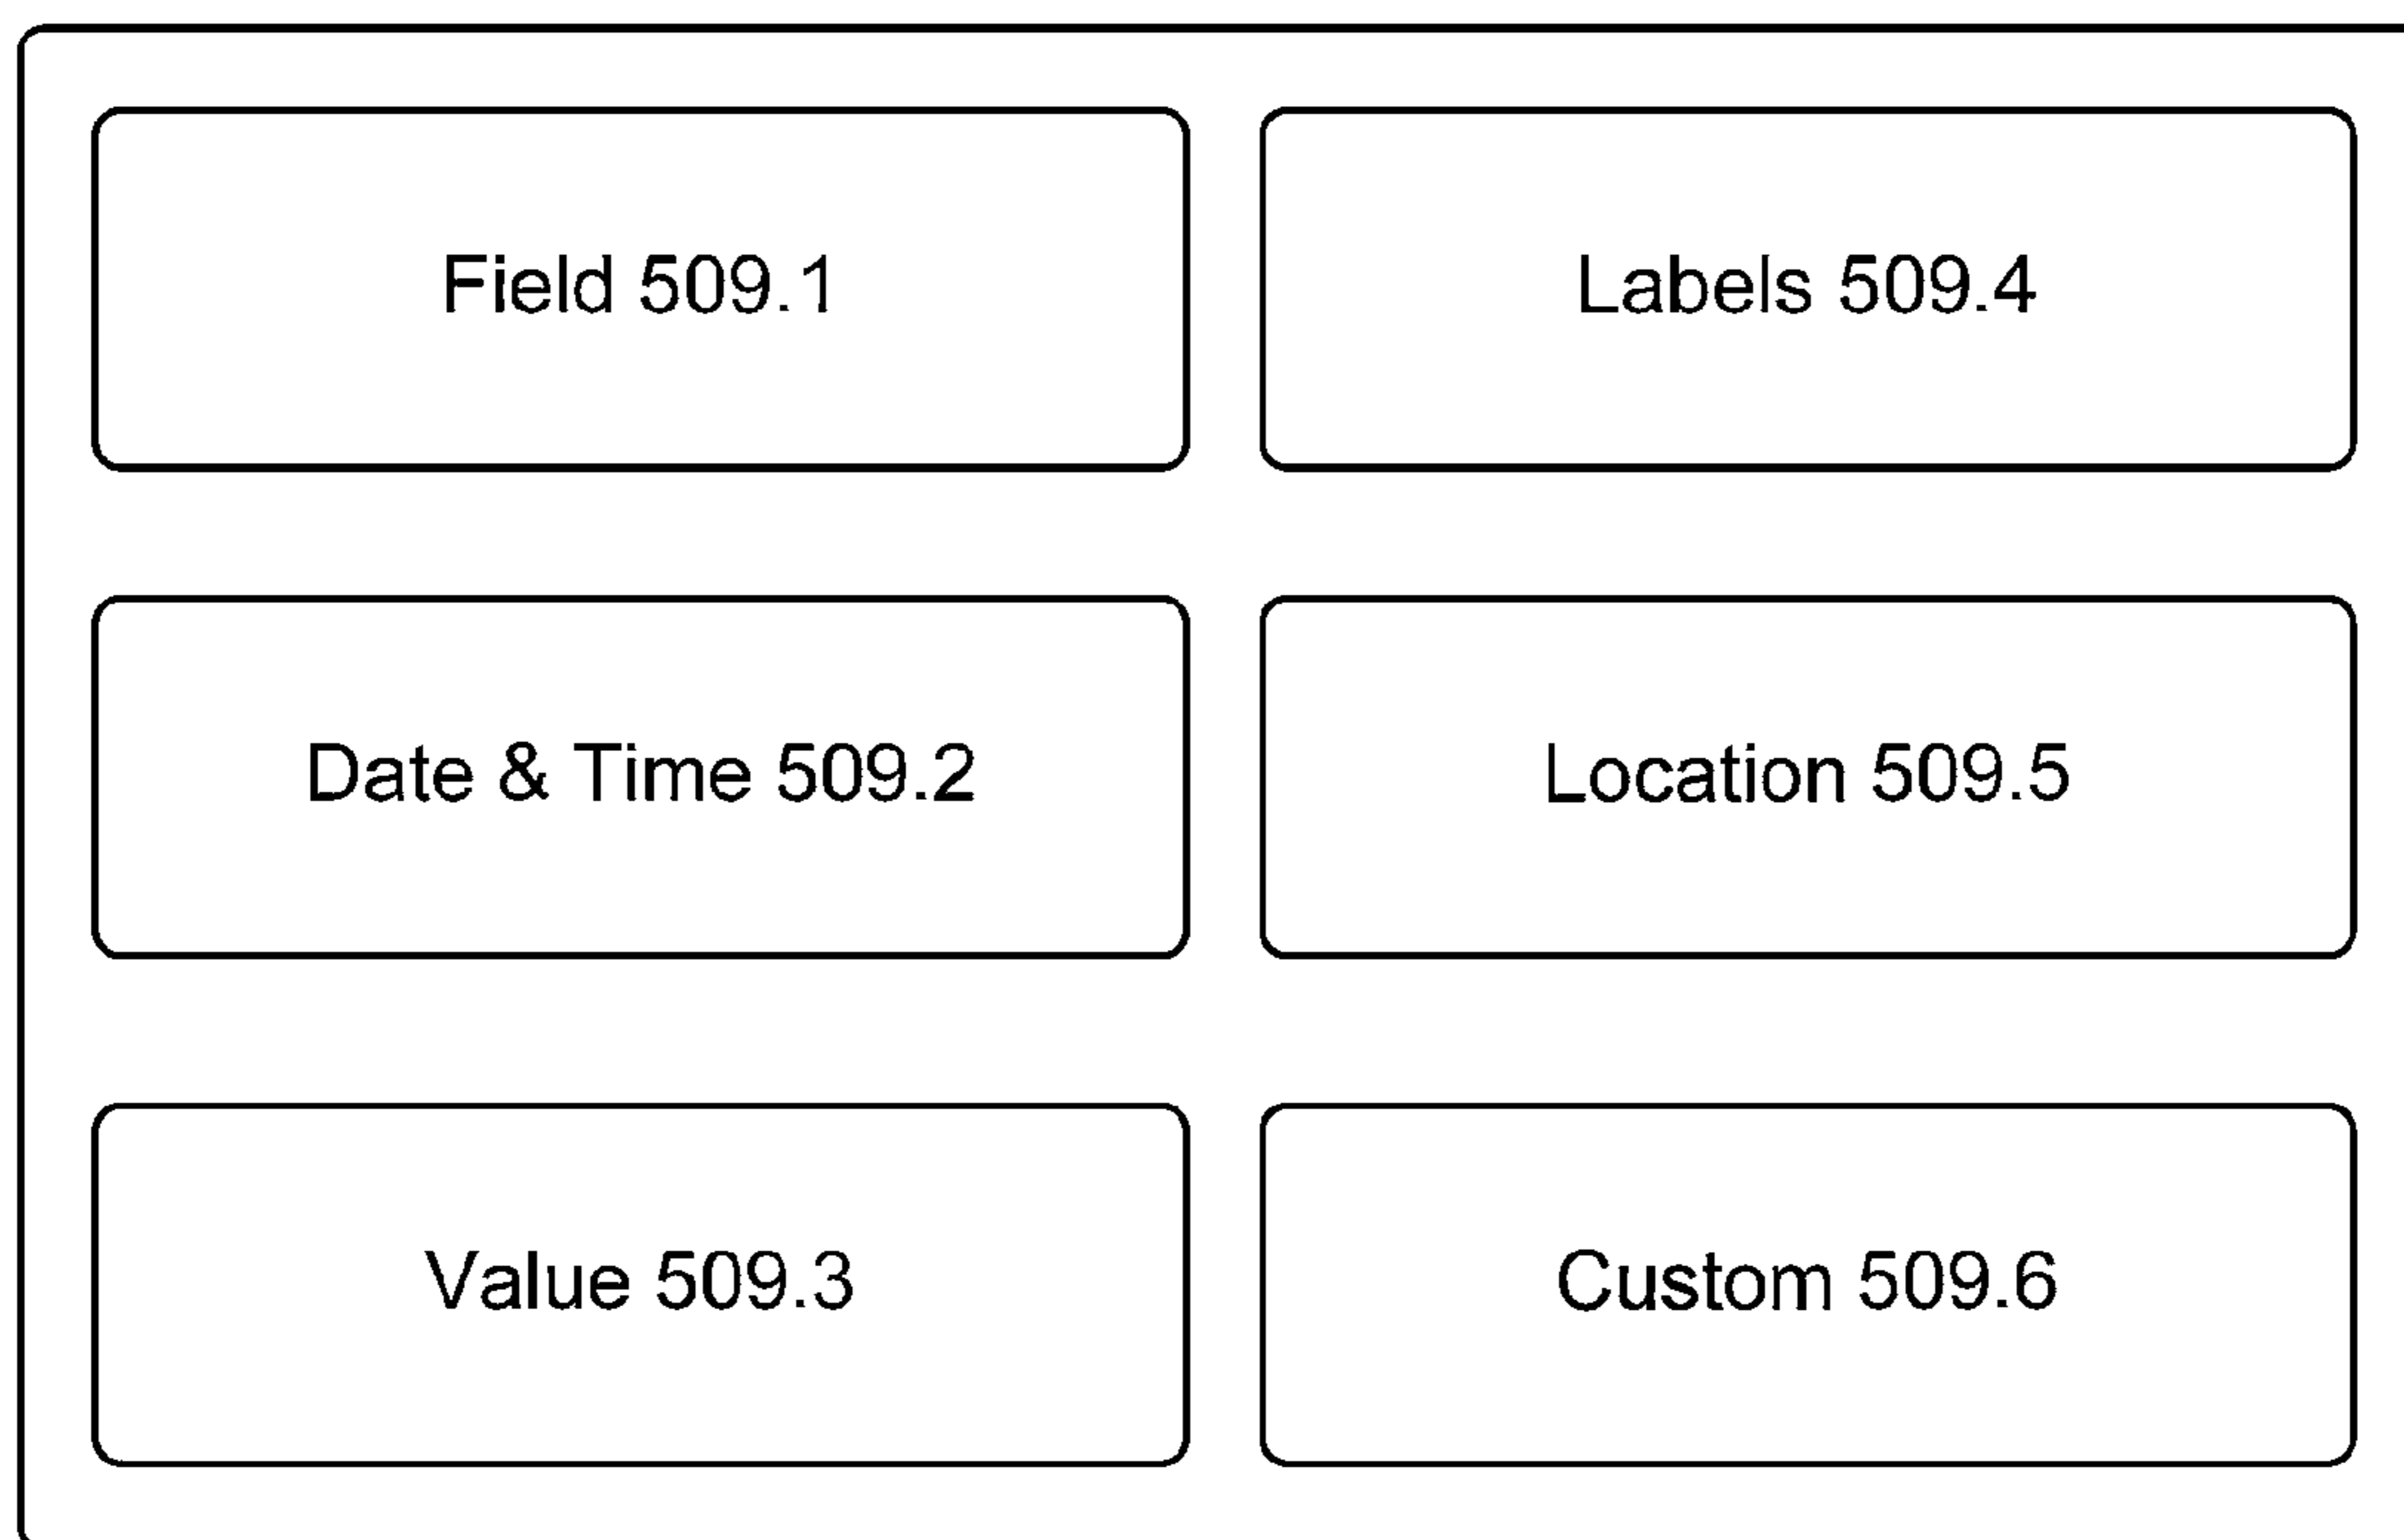 Field 509.1
Labels 509.4
Date & Time 509.2
Location 509.5
Value 509.3
Custom 509.6